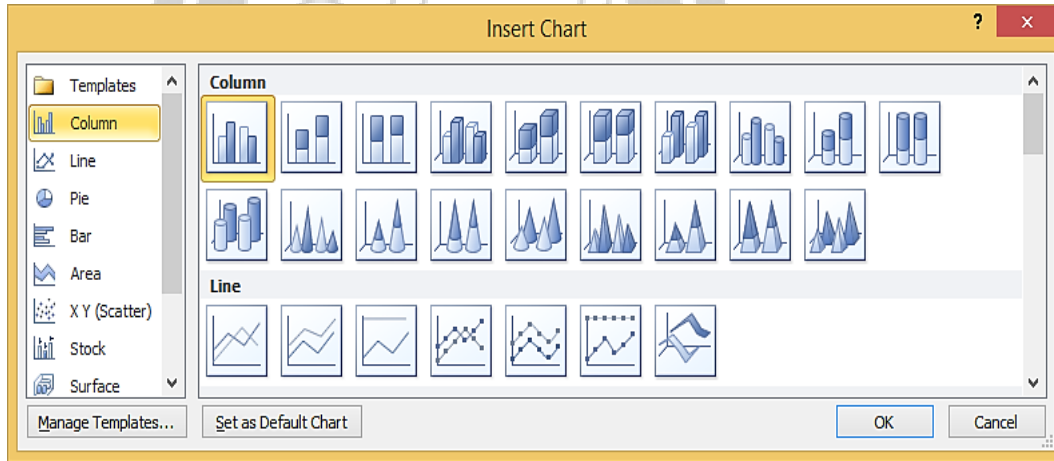 Insert Chart
?
x
Templates
Column
Line
Pie
Bar
Area
X Y (Scatter)
Stock
Surface
Column
Line
Manage Templates...
Set as Default Chart
OK
Cancel